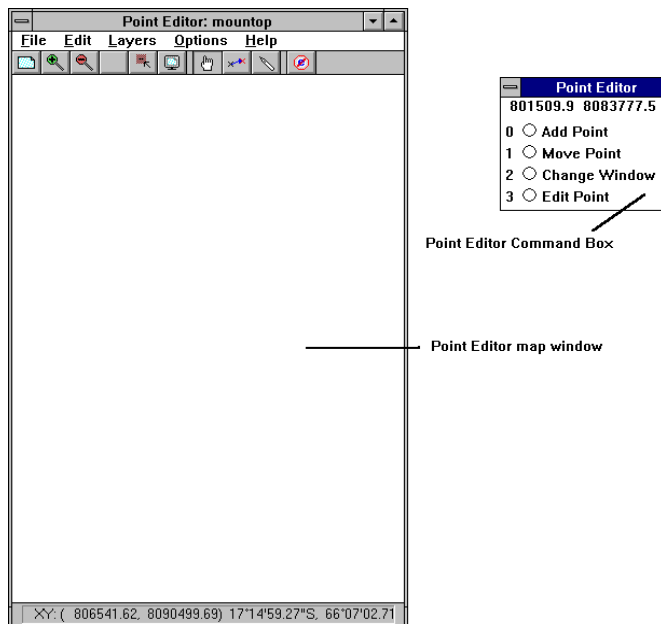 Point Editor: mountop
File Edit Layers Options Help
Point Editor
801509.9 8083777.5
0 Add Point
1 Move Point
2 Change Window
3 Edit Point
Point Editor Command Box
Point Editor map window
XY: ( 806541.62, 8090499.69) 17°14'59.27"S, 66°07'02.71